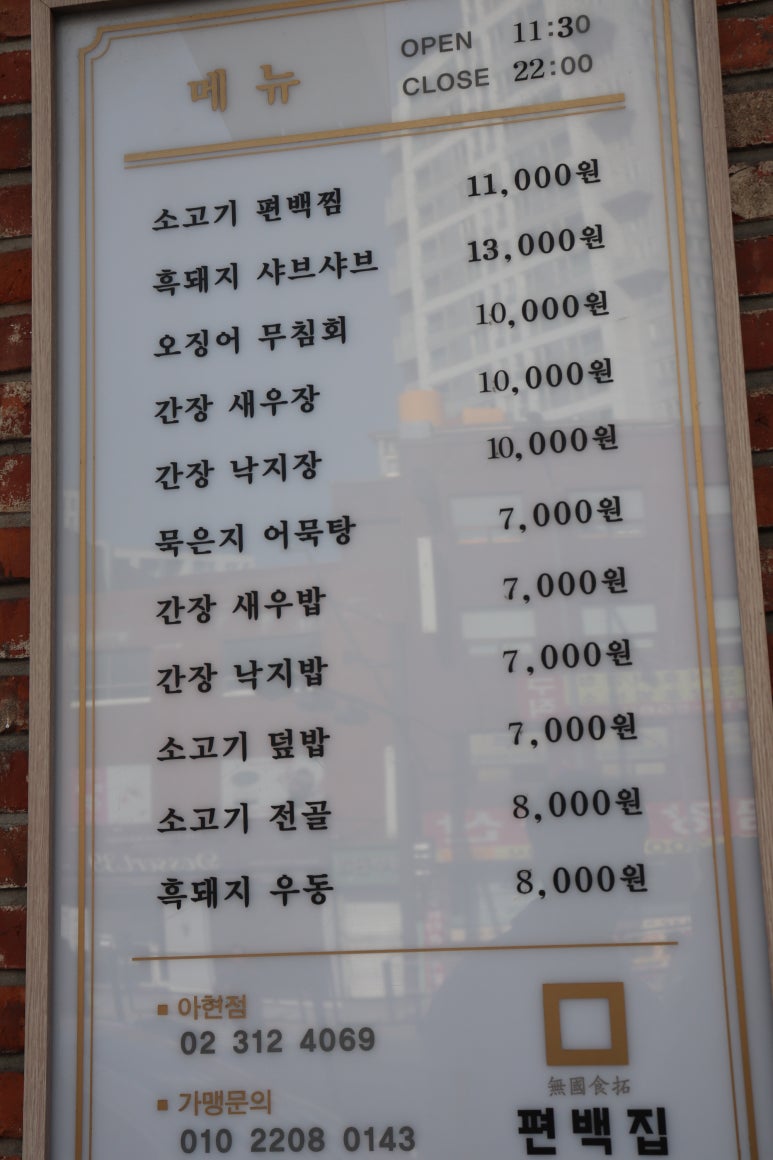 메뉴
OPEN 11:30
CLOSE 22:00
소고기 편백찜 11,000원
흑돼지 샤브샤브 13,000원
오징어 무침회 10,000원
간장 새우장 10,000원
간장 낙지장 10,000원
묵은지 어묵탕 7,000원
간장 새우밥 7,000원
간장 낙지밥 7,000원
소고기 덮밥 7,000원
소고기 전골 8,000원
흑돼지 우동 8,000원
아현점
02 312 4069
가맹문의
010 2208 0143
無國食拓
편백집